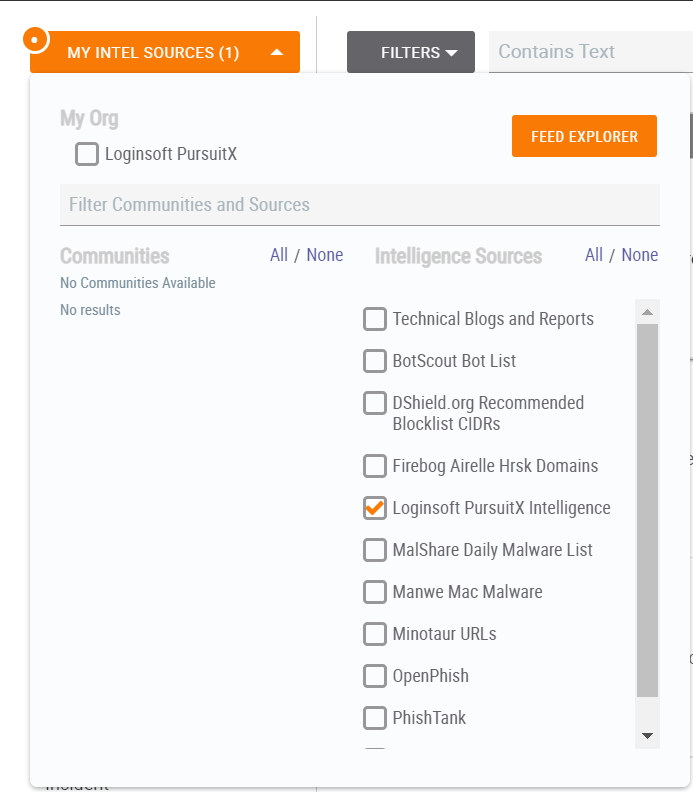 MY INTEL SOURCES (1)
FILTERS
Contains Text
My Org
Loginsoft PursuitX
FEED EXPLORER
Filter Communities and Sources
Communities
All / None
Intelligence Sources
All / None
No Communities Available
No results
Technical Blogs and Reports
BotScout Bot List
DShield.org Recommended
Blocklist CIDRs
Firebog Airelle Hrsk Domains
Loginsoft PursuitX Intelligence
MalShare Daily Malware List
Manwe Mac Malware
Minotaur URLs
OpenPhish
PhishTank
Incident